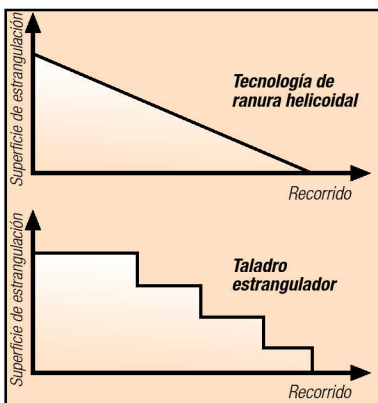 Superficie de estrangulación
Tecnología de
ranura helicoidal
Recorrido
Superficie de estrangulación
Taladro
estrangulador
Recorrido